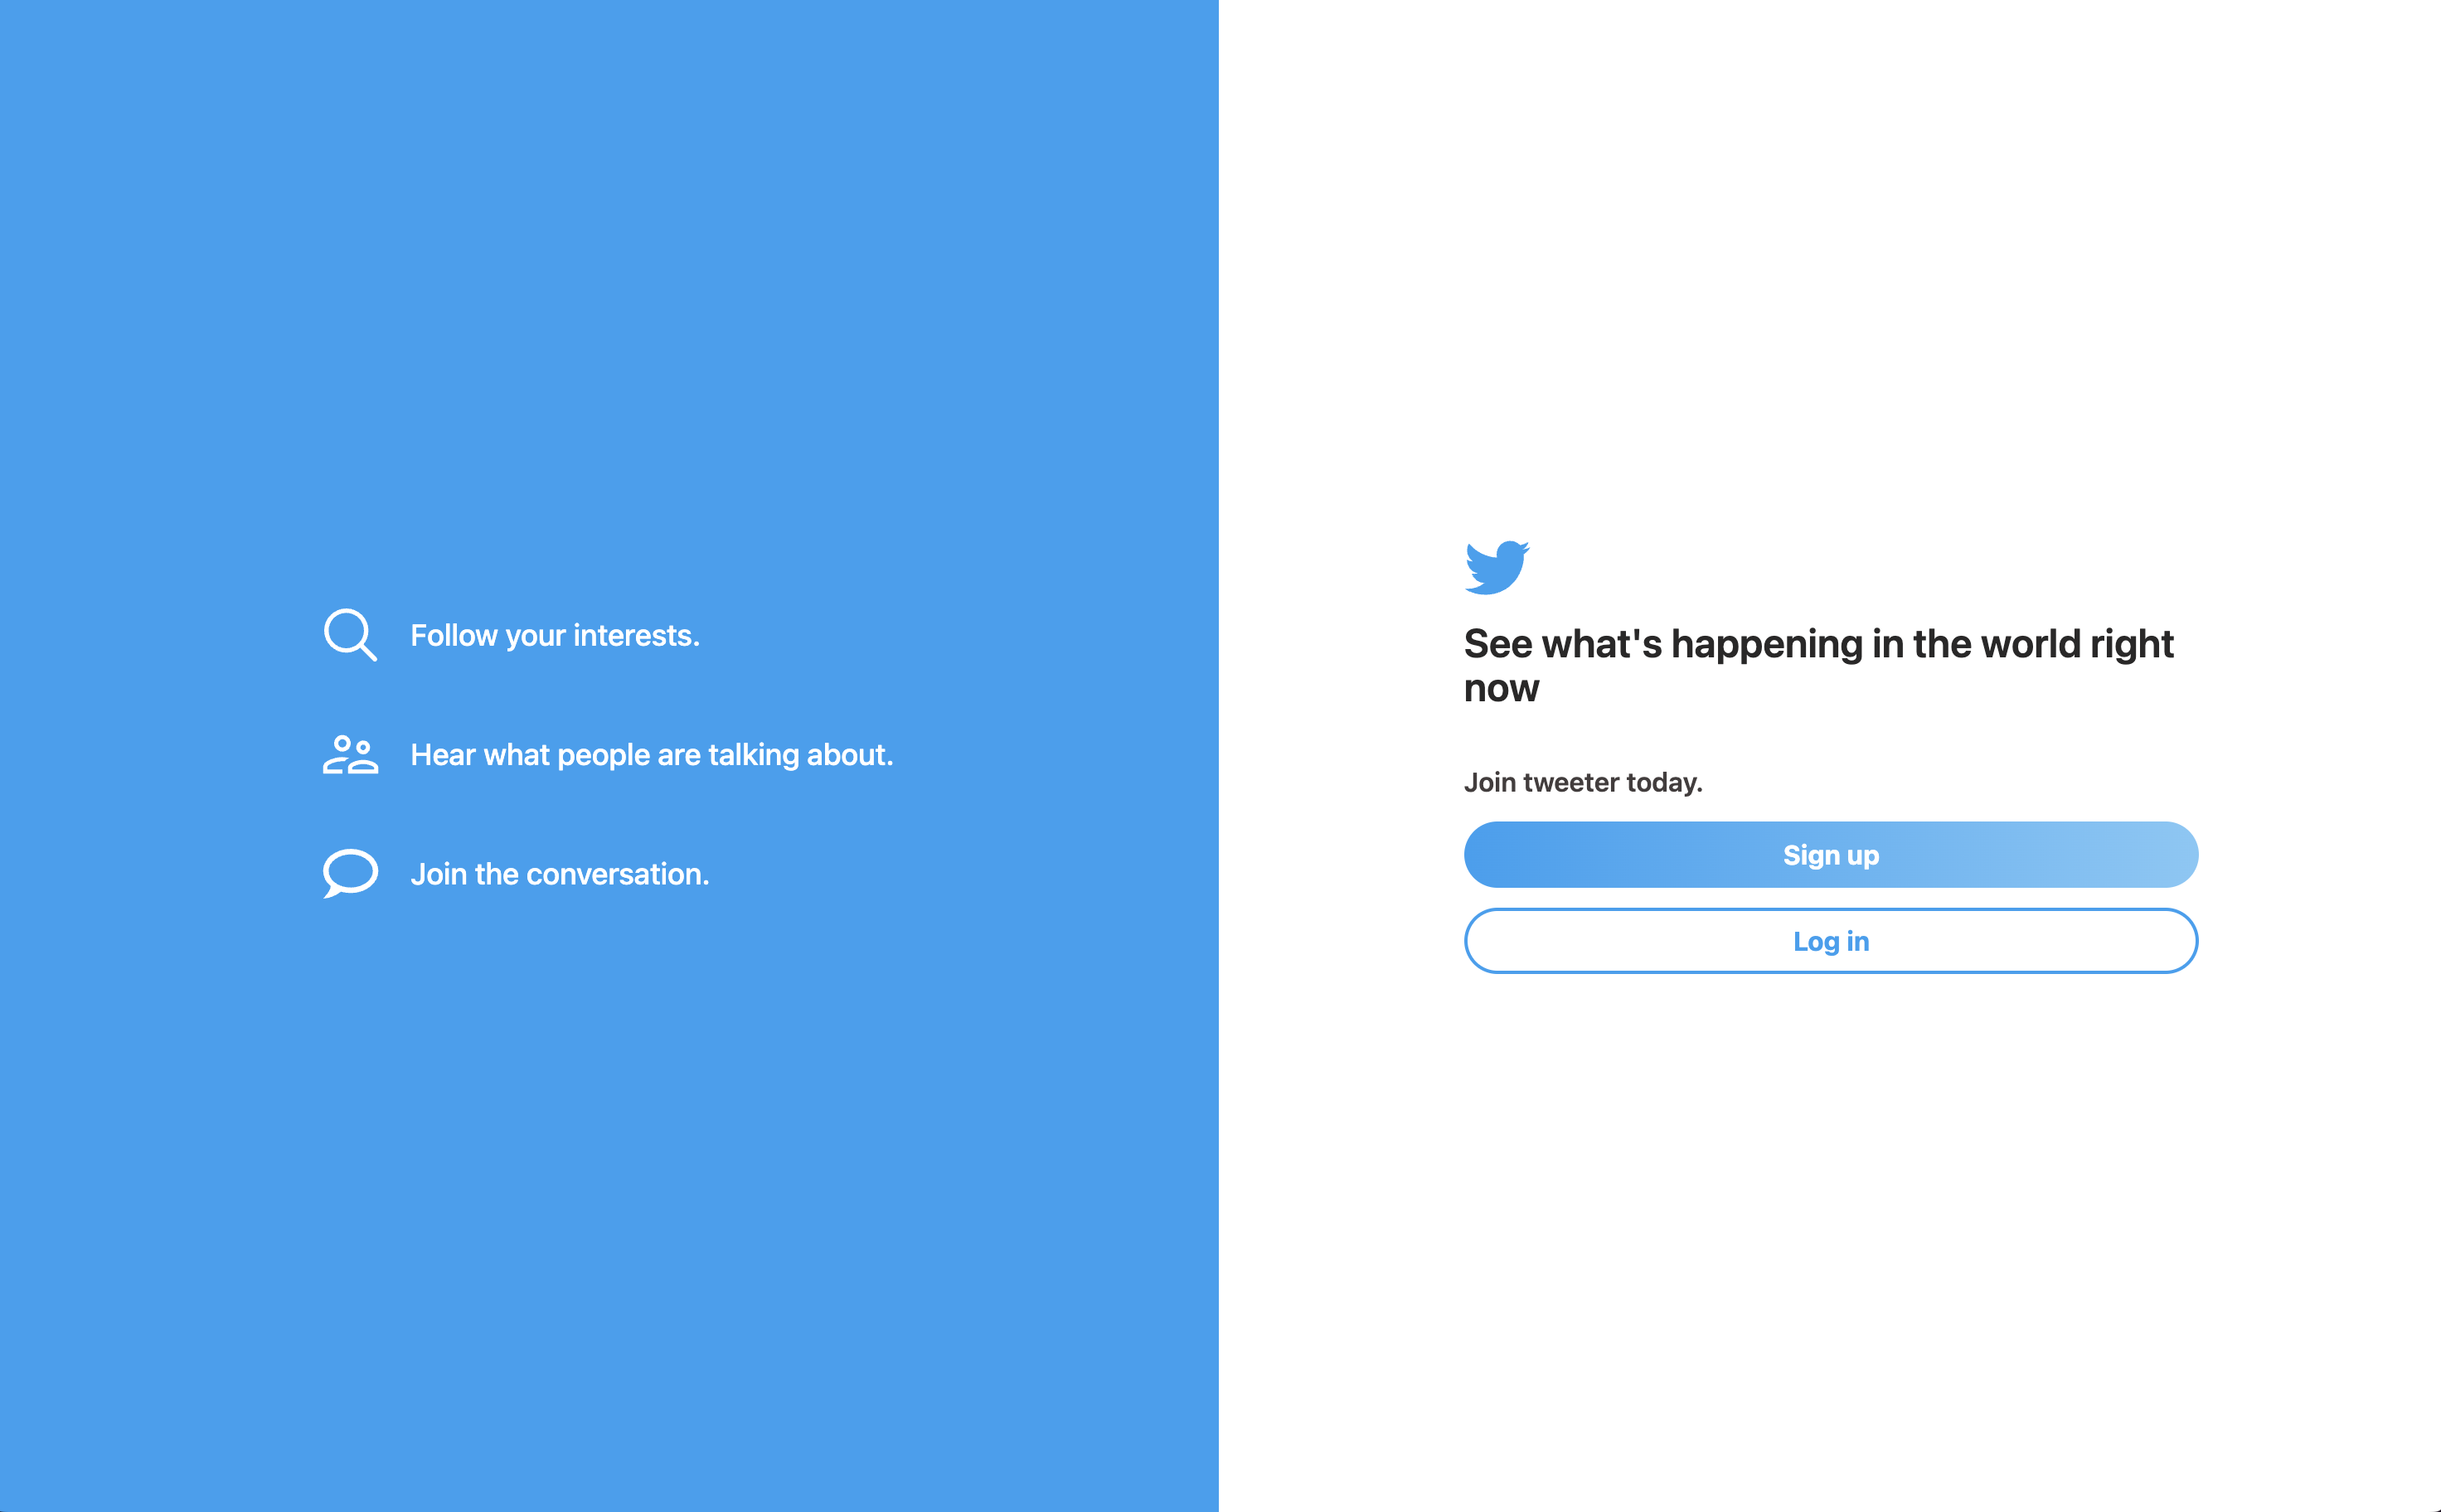 Follow your interests.
Hear what people are talking about.
Join the conversation.
See what's happening in the world right
now
Join tweeter today.
Sign up
Log in